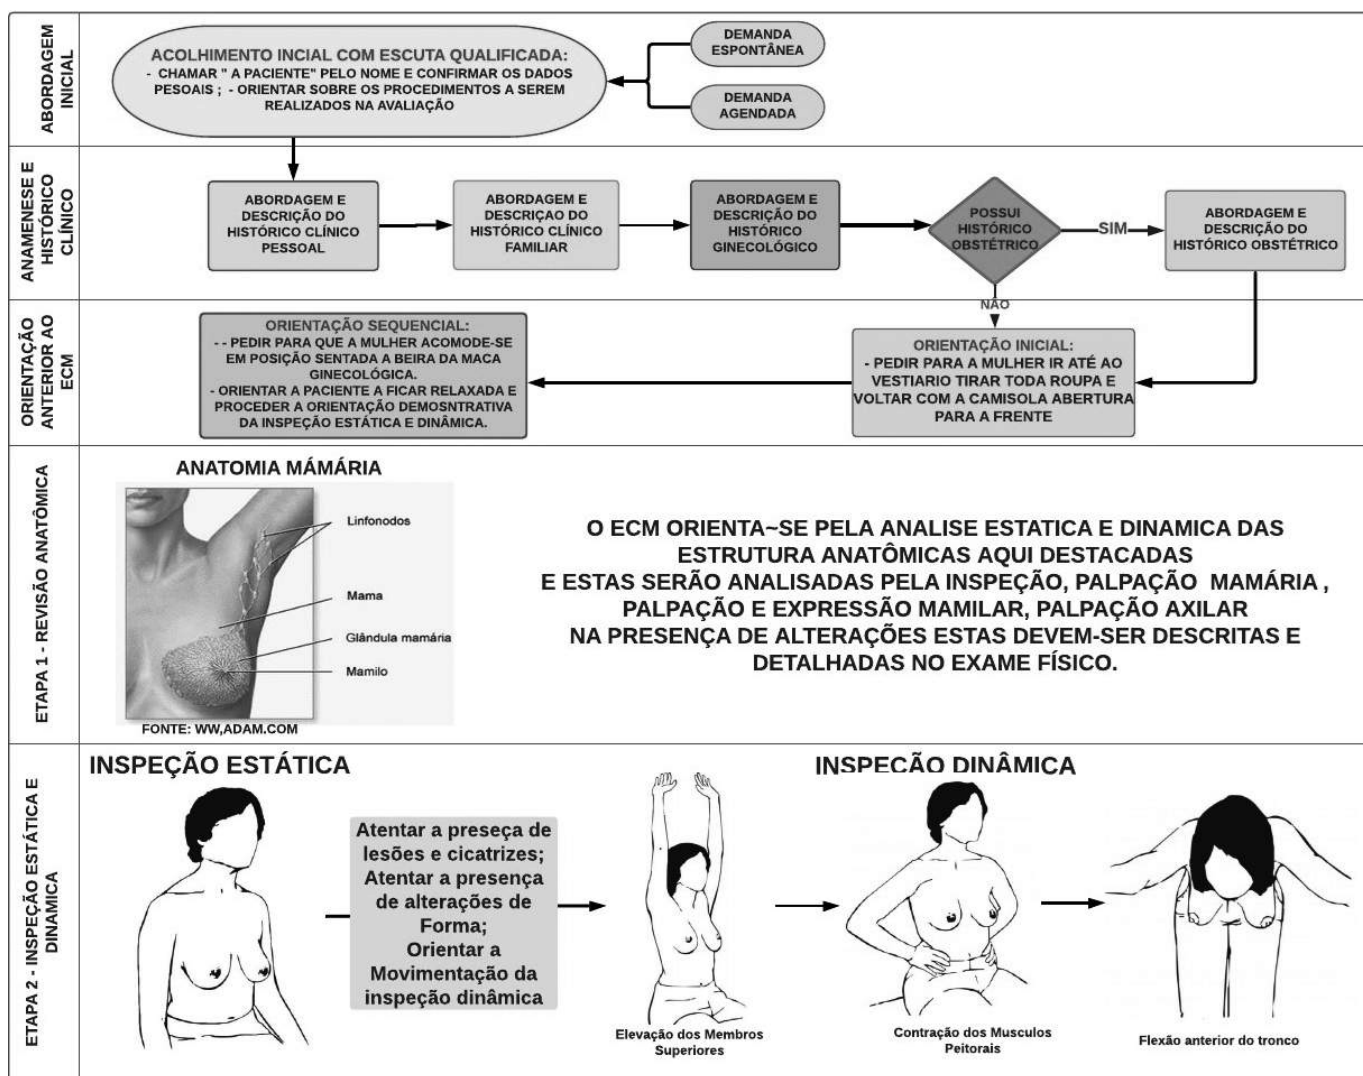 ABORDAGEM
INICIAL
ACOLHIMENTO INCIAL COM ESCUTA QUALIFICADA:
- CHAMAR " A PACIENTE" PELO NOME E CONFIRMAR OS DADOS
PESOAIS ; - ORIENTAR SOBRE OS PROCEDIMENTOS A SEREM
REALIZADOS NA AVALIAÇÃO
DEMANDA
ESPONTÂNEA
DEMANDA
AGENDADA
ANAMENESE E
HISTÓRICO
CLÍNICO
ABORDAGEM E
DESCRIÇÃO DO
HISTÓRICO CLÍNICO
PESSOAL
ABORDAGEM E
DESCRIÇAO DO
HISTÓRICO CLÍNICO
FAMILIAR
ABORDAGEM E
DESCRIÇÃO DO
HISTÓRICO
GINECOLÓGICO
POSSUI
HISTÓRICO
OBSTÉTRICO
SIM
ABORDAGEM E
DESCRIÇÃO DO
HISTÓRICO OBSTÉTRICO
NÃO
ORIENTAÇÃO
ANTERIOR AO
ECM
ORIENTAÇÃO SEQUENCIAL:
- - PEDIR PARA QUE A MULHER ACOMODE-SE
EM POSIÇÃO SENTADA A BEIRA DA MACA
GINECOLÓGICA.
- ORIENTAR A PACIENTE A FICAR RELAXADA E
PROCEDER A ORIENTAÇÃO DEMOSNTRATIVA
DA INSPEÇÃO ESTÁTICA E DINÂMICA.
ORIENTAÇÃO INICIAL:
- PEDIR PARA A MULHER IR ATÉ AO
VESTIARIO TIRAR TODA ROUPA E
VOLTAR COM A CAMISOLA ABERTURA
PARA A FRENTE
ETAPA 1 - REVISÃO ANATÔMICA
ANATOMIA MÁMÁRIA
Linfonodos
Mama
Glândula mamária
Mamilo
FONTE: WW,ADAM.COM
O ECM ORIENTA~SE PELA ANALISE ESTATICA E DINAMICA DAS
ESTRUTURA ANATÔMICAS AQUI DESTACADAS
E ESTAS SERÃO ANALISADAS PELA INSPEÇÃO, PALPAÇÃO MAMÁRIA ,
PALPAÇÃO E EXPRESSÃO MAMILAR, PALPAÇÃO AXILAR
NA PRESENÇA DE ALTERAÇÕES ESTAS DEVEM-SER DESCRITAS E
DETALHADAS NO EXAME FÍSICO.
ETAPA 2 - INSPEÇÃO ESTÁTICA E
DINAMICA
INSPEÇÃO ESTÁTICA
Atentar a preseça de
lesões e cicatrizes;
Atentar a presença
de alterações de
Forma;
Orientar a
Movimentação da
inspeção dinâmica
INSPECÃO DINÂMICA
Elevação dos Membros
Superiores
Contração dos Musculos
Peitorais
Flexão anterior do tronco